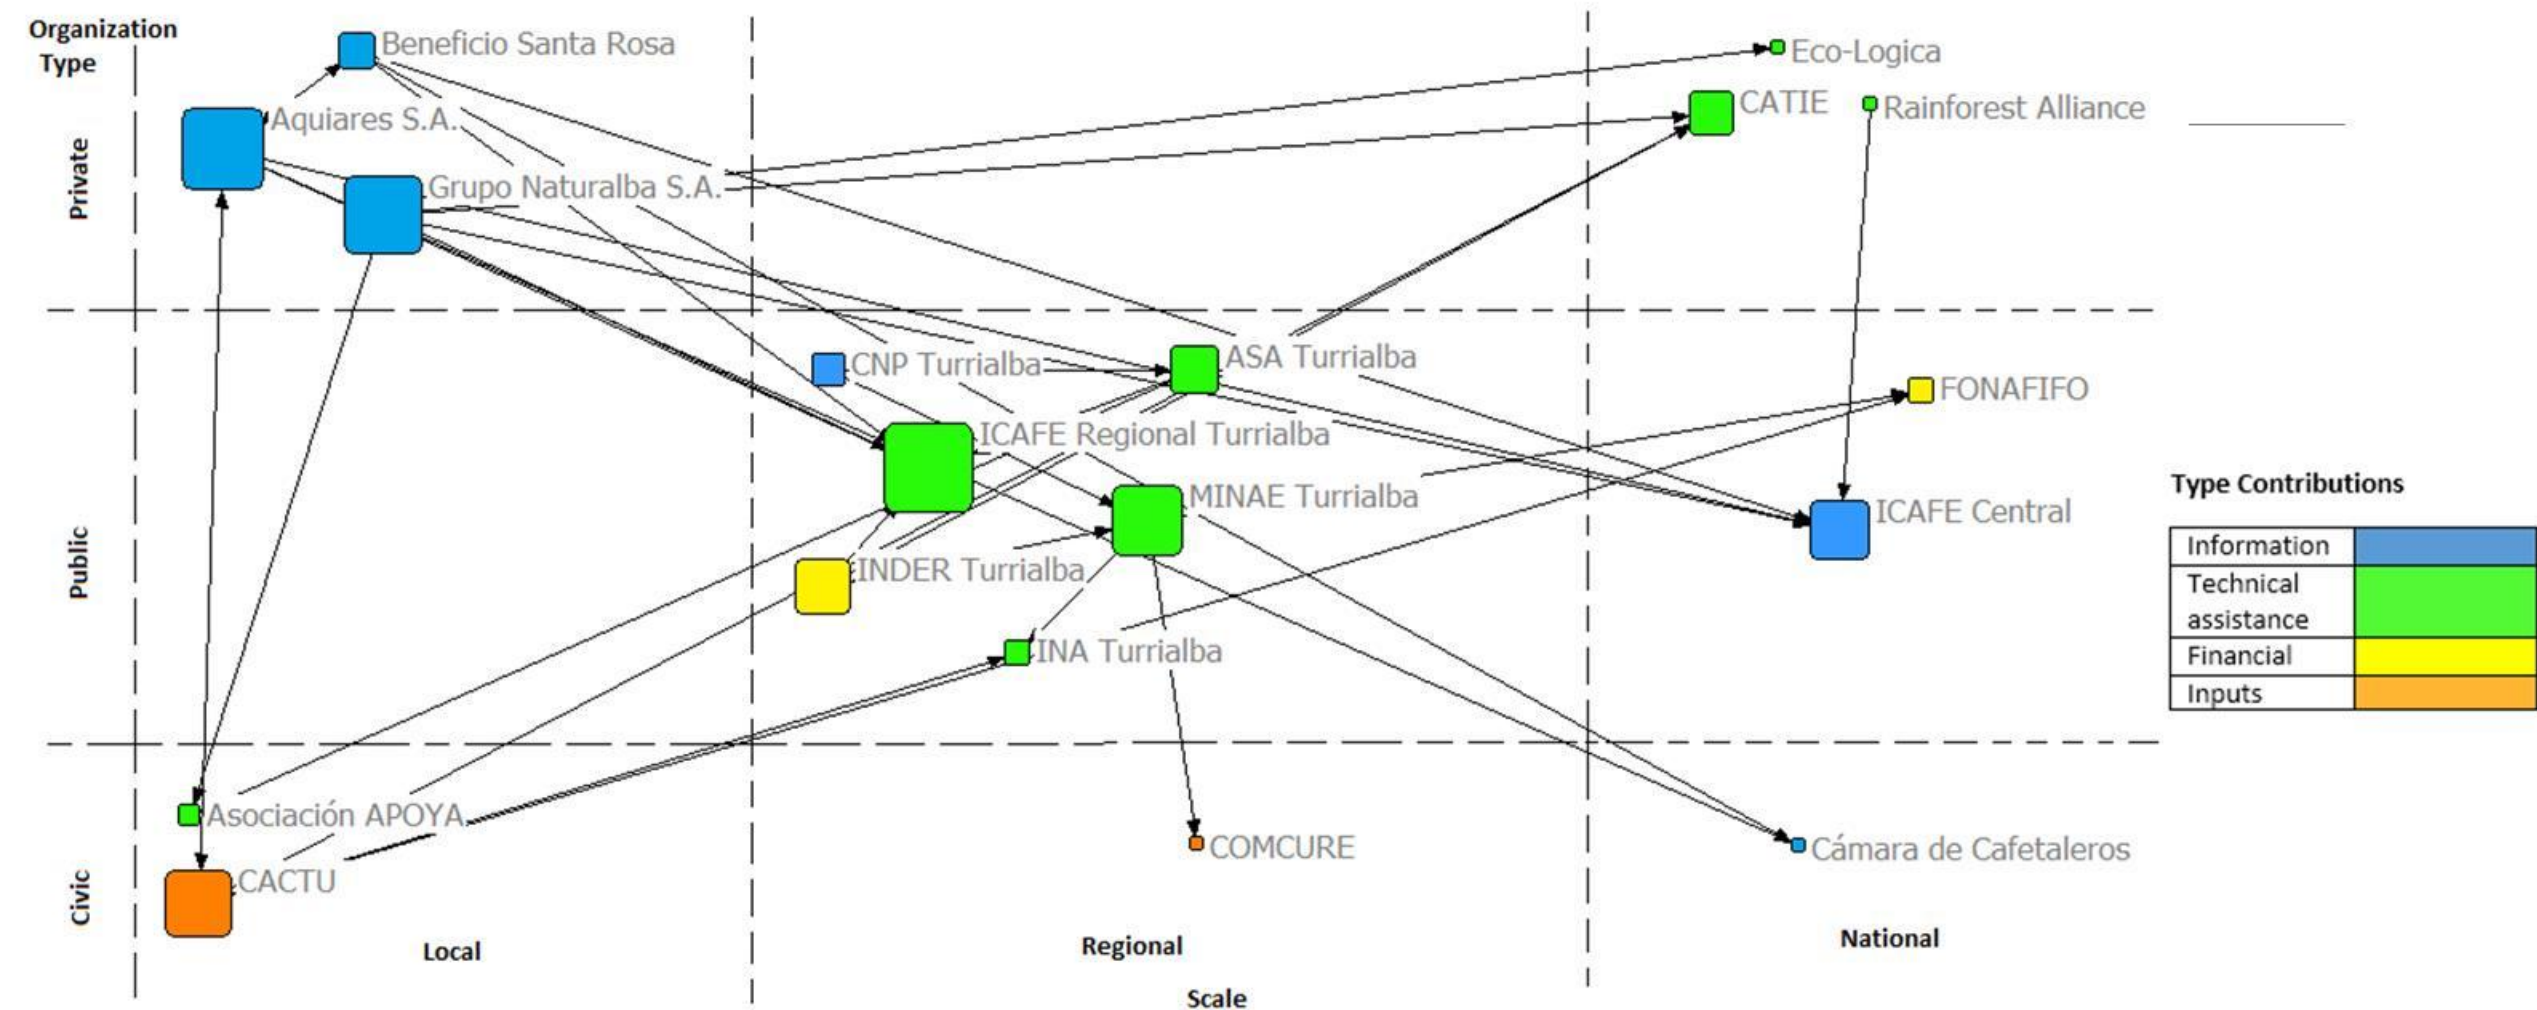 Organization
Type
Beneficio Santa Rosa
Eco-Logica
CATIE
Rainforest Alliance
Aquiares S.A.
Private
Grupo Naturalba S.A.
CNP Turrialba
ASA Turrialba
FONAFIFO
ICAFE Regional Turrialba
MINAE Turrialba
ICAFE Central
Public
INDER Turrialba
INA Turrialba
Type Contributions
Information
Technical
assistance
Financial
Inputs
Asociación APOYA
COMCURE
Cámara de Cafetaleros
CACTU
Civic
Local
Regional
National
Scale